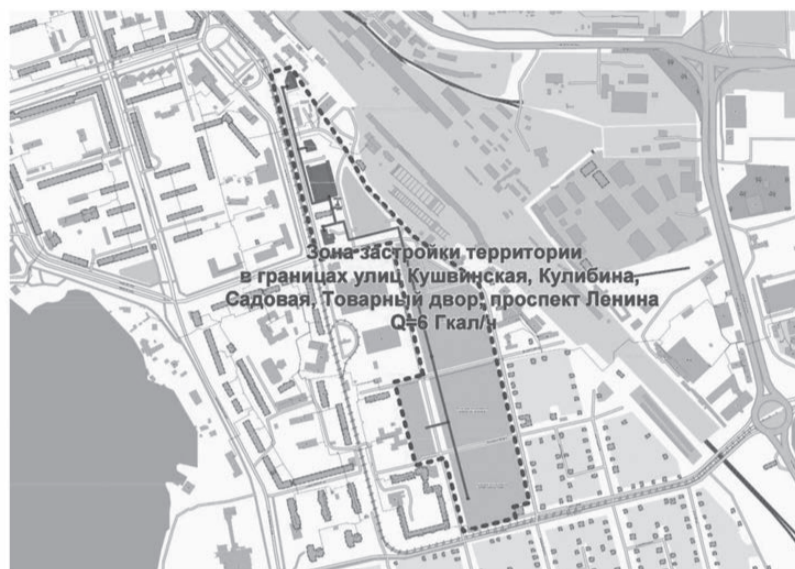 Зона застройки территории
в границах улиц Кушвинская, Кулибина,
Садовая, Товарный двор, проспект Ленина
Q=6 Гкал/ч